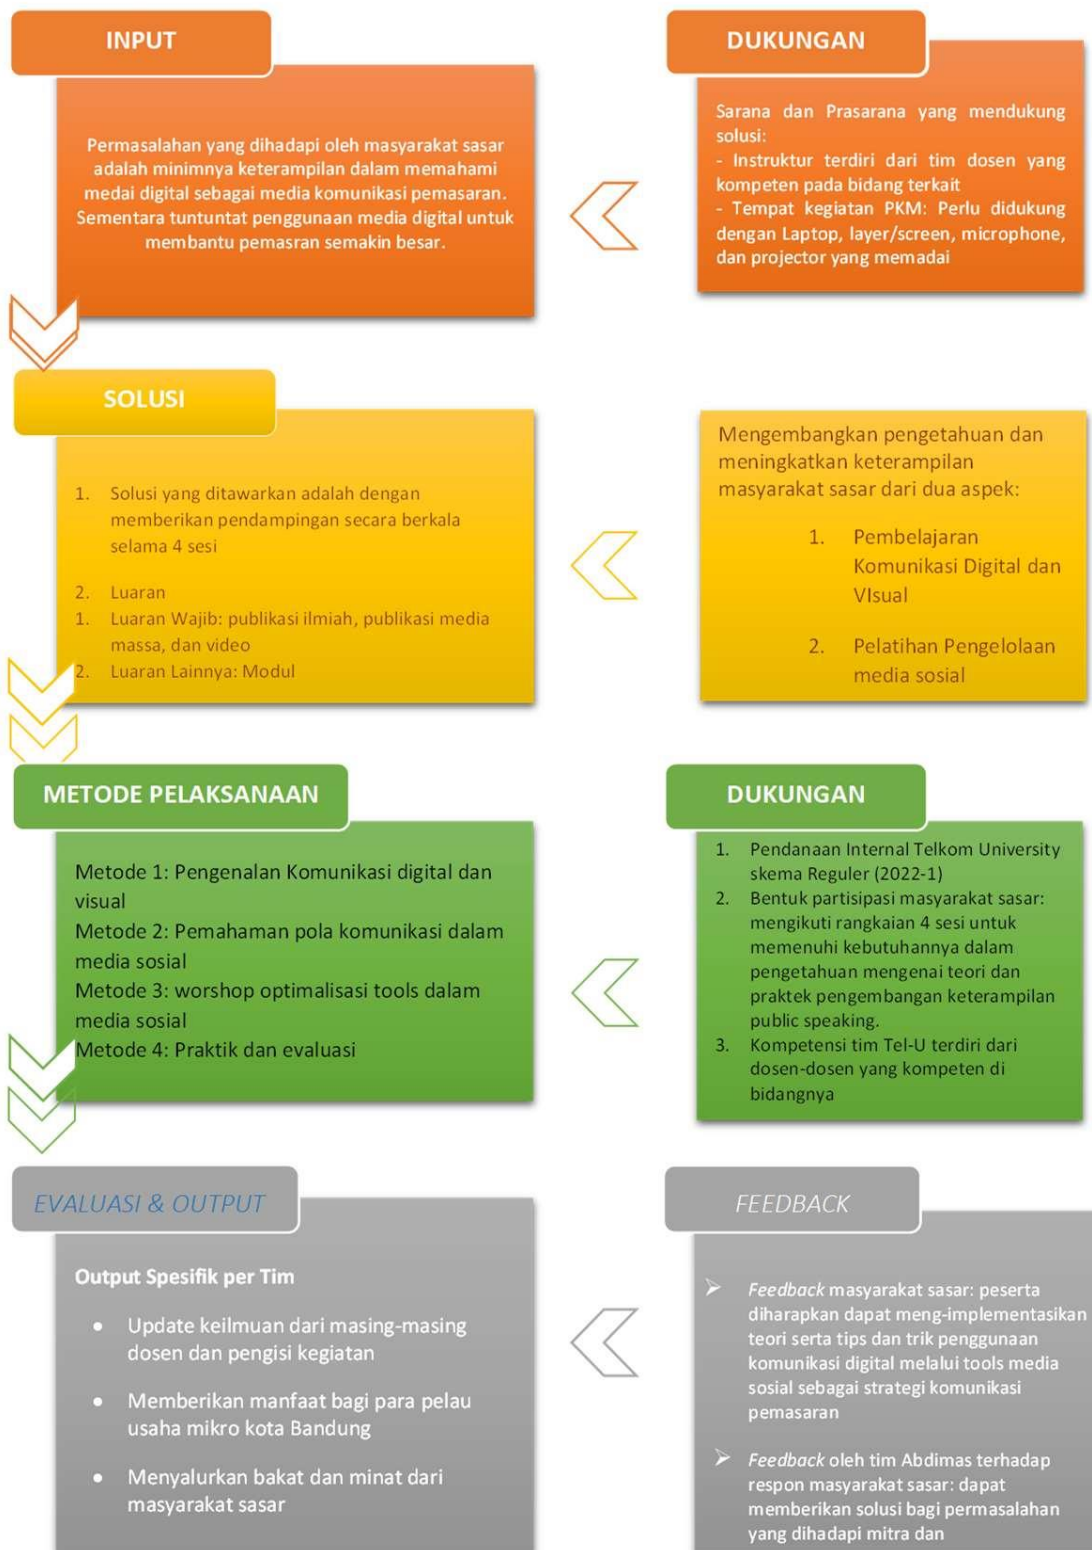 INPUT
Permasalahan yang dihadapi oleh masyarakat sasar
adalah minimnya keterampilan dalam memahami
medai digital sebagai media komunikasi pemasaran.
Sementara tuntuntat penggunaan media digital untuk
membantu pemasran semakin besar.
DUKUNGAN
Sarana dan Prasarana yang mendukung
solusi:
- Instruktur terdiri dari tim dosen yang
kompeten pada bidang terkait
- Tempat kegiatan PKM: Perlu didukung
dengan Laptop, layer/screen, microphone,
dan projector yang memadai
SOLUSI
1. Solusi yang ditawarkan adalah dengan
memberikan pendampingan secara berkala
selama 4 sesi
2. Luaran
1. Luaran Wajib: publikasi ilmiah, publikasi media
massa, dan video
2. Luaran Lainnya: Modul
Mengembangkan pengetahuan dan
meningkatkan keterampilan
masyarakat sasar dari dua aspek:
1. Pembelajaran
Komunikasi Digital dan
VIsual
2. Pelatihan Pengelolaan
media sosial
METODE PELAKSANAAN
Metode 1: Pengenalan Komunikasi digital dan
visual
Metode 2: Pemahaman pola komunikasi dalam
media sosial
Metode 3: worshop optimalisasi tools dalam
media sosial
Metode 4: Praktik dan evaluasi
DUKUNGAN
1. Pendanaan Internal Telkom University
skema Reguler (2022-1)
2. Bentuk partisipasi masyarakat sasar:
mengikuti rangkaian 4 sesi untuk
memenuhi kebutuhannya dalam
pengetahuan mengenai teori dan
praktek pengembangan keterampilan
public speaking.
3. Kompetensi tim Tel-U terdiri dari
dosen-dosen yang kompeten di
bidangnya
EVALUASI & OUTPUT
Output Spesifik per Tim
• Update keilmuan dari masing-masing
dosen dan pengisi kegiatan
• Memberikan manfaat bagi para pelau
usaha mikro kota Bandung
• Menyalurkan bakat dan minat dari
masyarakat sasar
FEEDBACK
➢ Feedback masyarakat sasar: peserta
diharapkan dapat meng-implementasikan
teori serta tips dan trik penggunaan
komunikasi digital melalui tools media
sosial sebagai strategi komunikasi
pemasaran
➢ Feedback oleh tim Abdimas terhadap
respon masyarakat sasar: dapat
memberikan solusi bagi permasalahan
yang dihadapi mitra dan